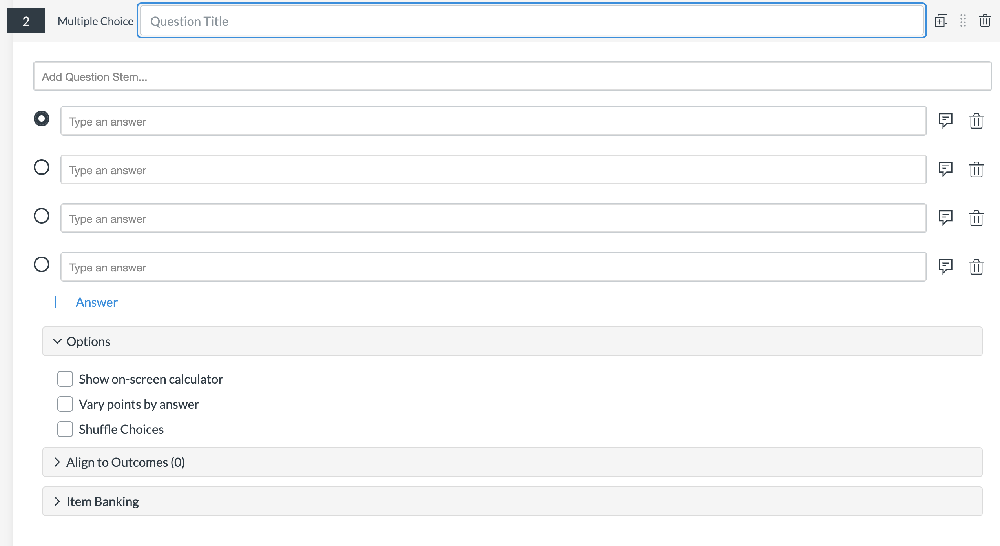 2 Multiple Choice Question Title
Add Question Stem...
Type an answer
Type an answer
Type an answer
Type an answer
Answer
Options
Show on-screen calculator
Vary points by answer
Shuffle Choices
Align to Outcomes (0)
Item Banking